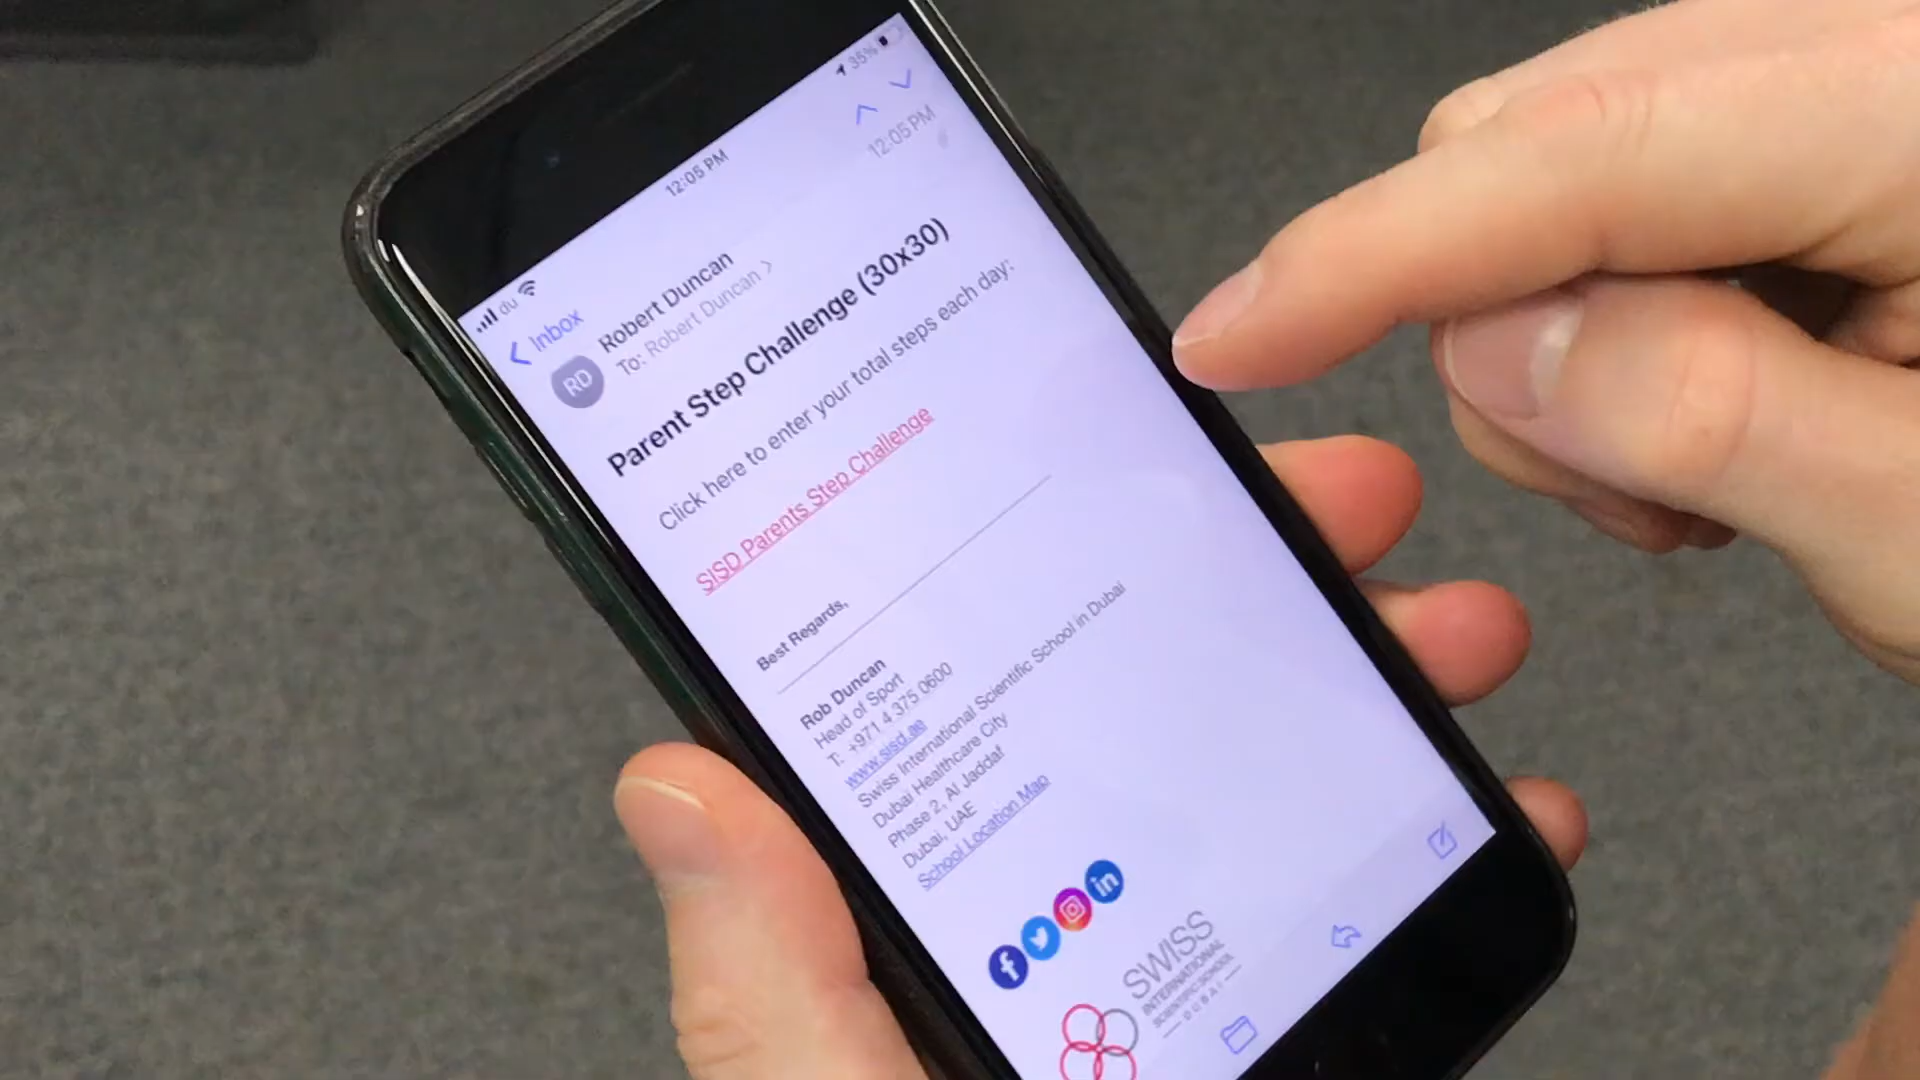 du
12:05 PM
35%
Inbox
RD
Robert Duncan
12:05 PM
To: Robert Duncan
Parent Step Challenge (30x30)
Click here to enter your total steps each day:
SISD Parents Step Challenge
Best Regards,
Rob Duncan
Head of Sport
T: +971 4 375 0600
www.sisd.ae
Swiss International Scientific School in Dubai
Dubai Healthcare City
Phase 2, Al Jaddaf
Dubai, UAE
School Location Map
f
in
SWISS
INTERNATIONAL
SCIENTIFIC SCHOOL
DUBAI